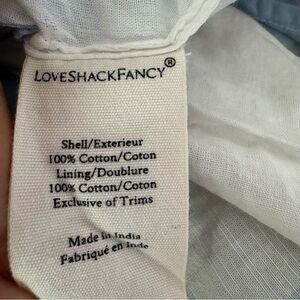 LOVESHACKFANCY®
Shell/Exterieur
100% Cotton/Coton
Lining/Doublure
100% Cotton/Coton
Exclusive of Trims
Made in India
Fabriqué en Inde